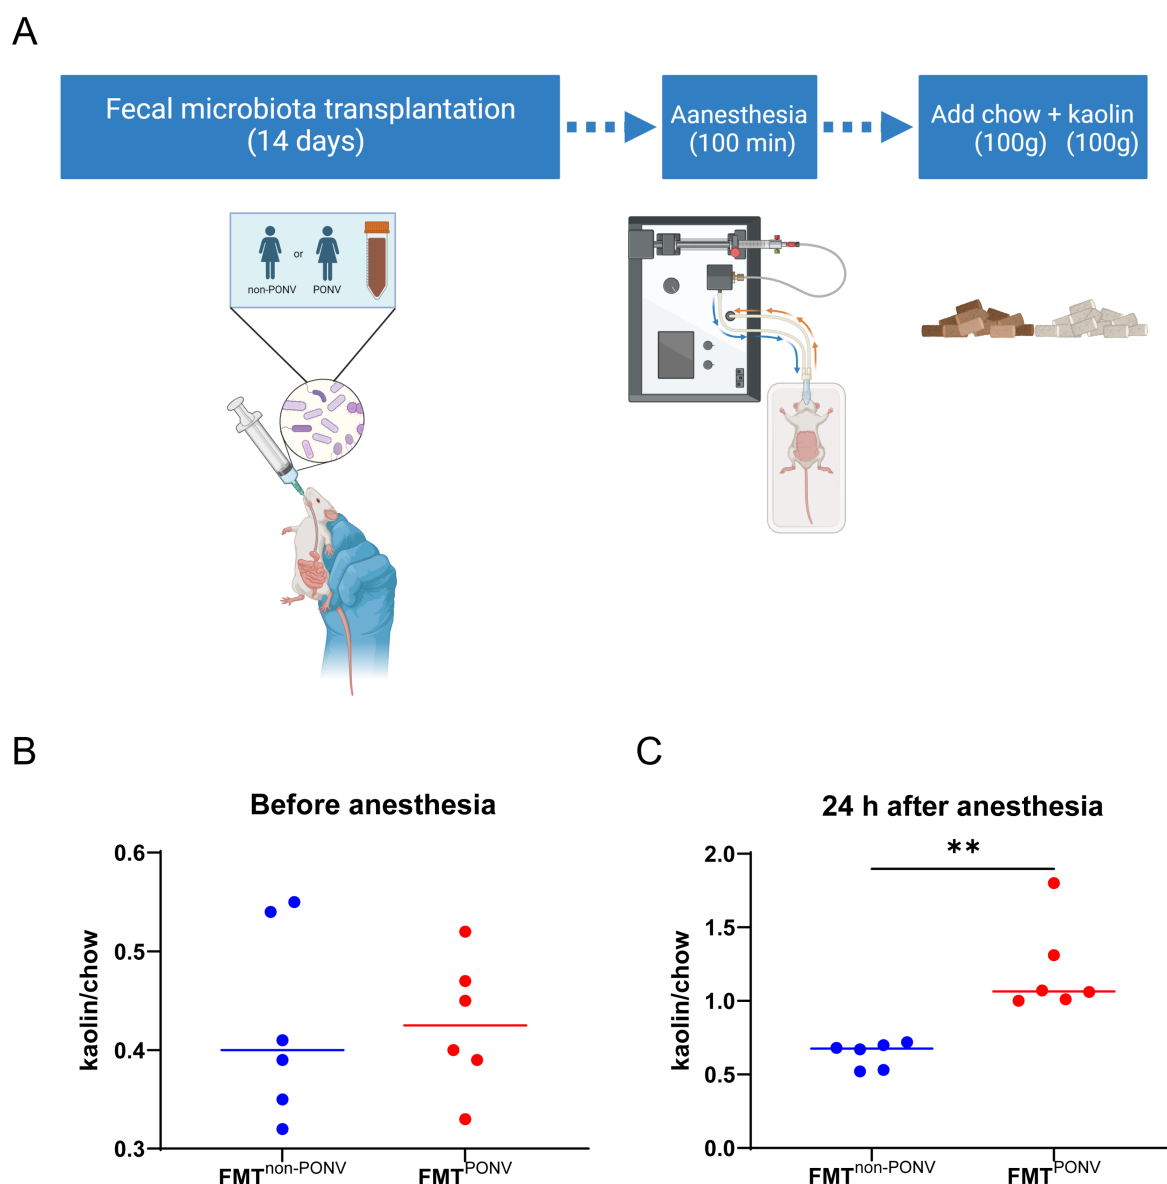 A
Fecal microbiota transplantation
(14 days)
Aanesthesia
(100 min)
Add chow + kaolin
(100g) (100g)
non-PONV or PONV
B
Before anesthesia
0.6
0.5
0.4
0.3
kaolin/chow
FMTnon-PONV
FMTPONV
C
24 h after anesthesia
**
2.0
1.5
1.0
0.5
0.0
kaolin/chow
FMTnon-PONV
FMTPONV